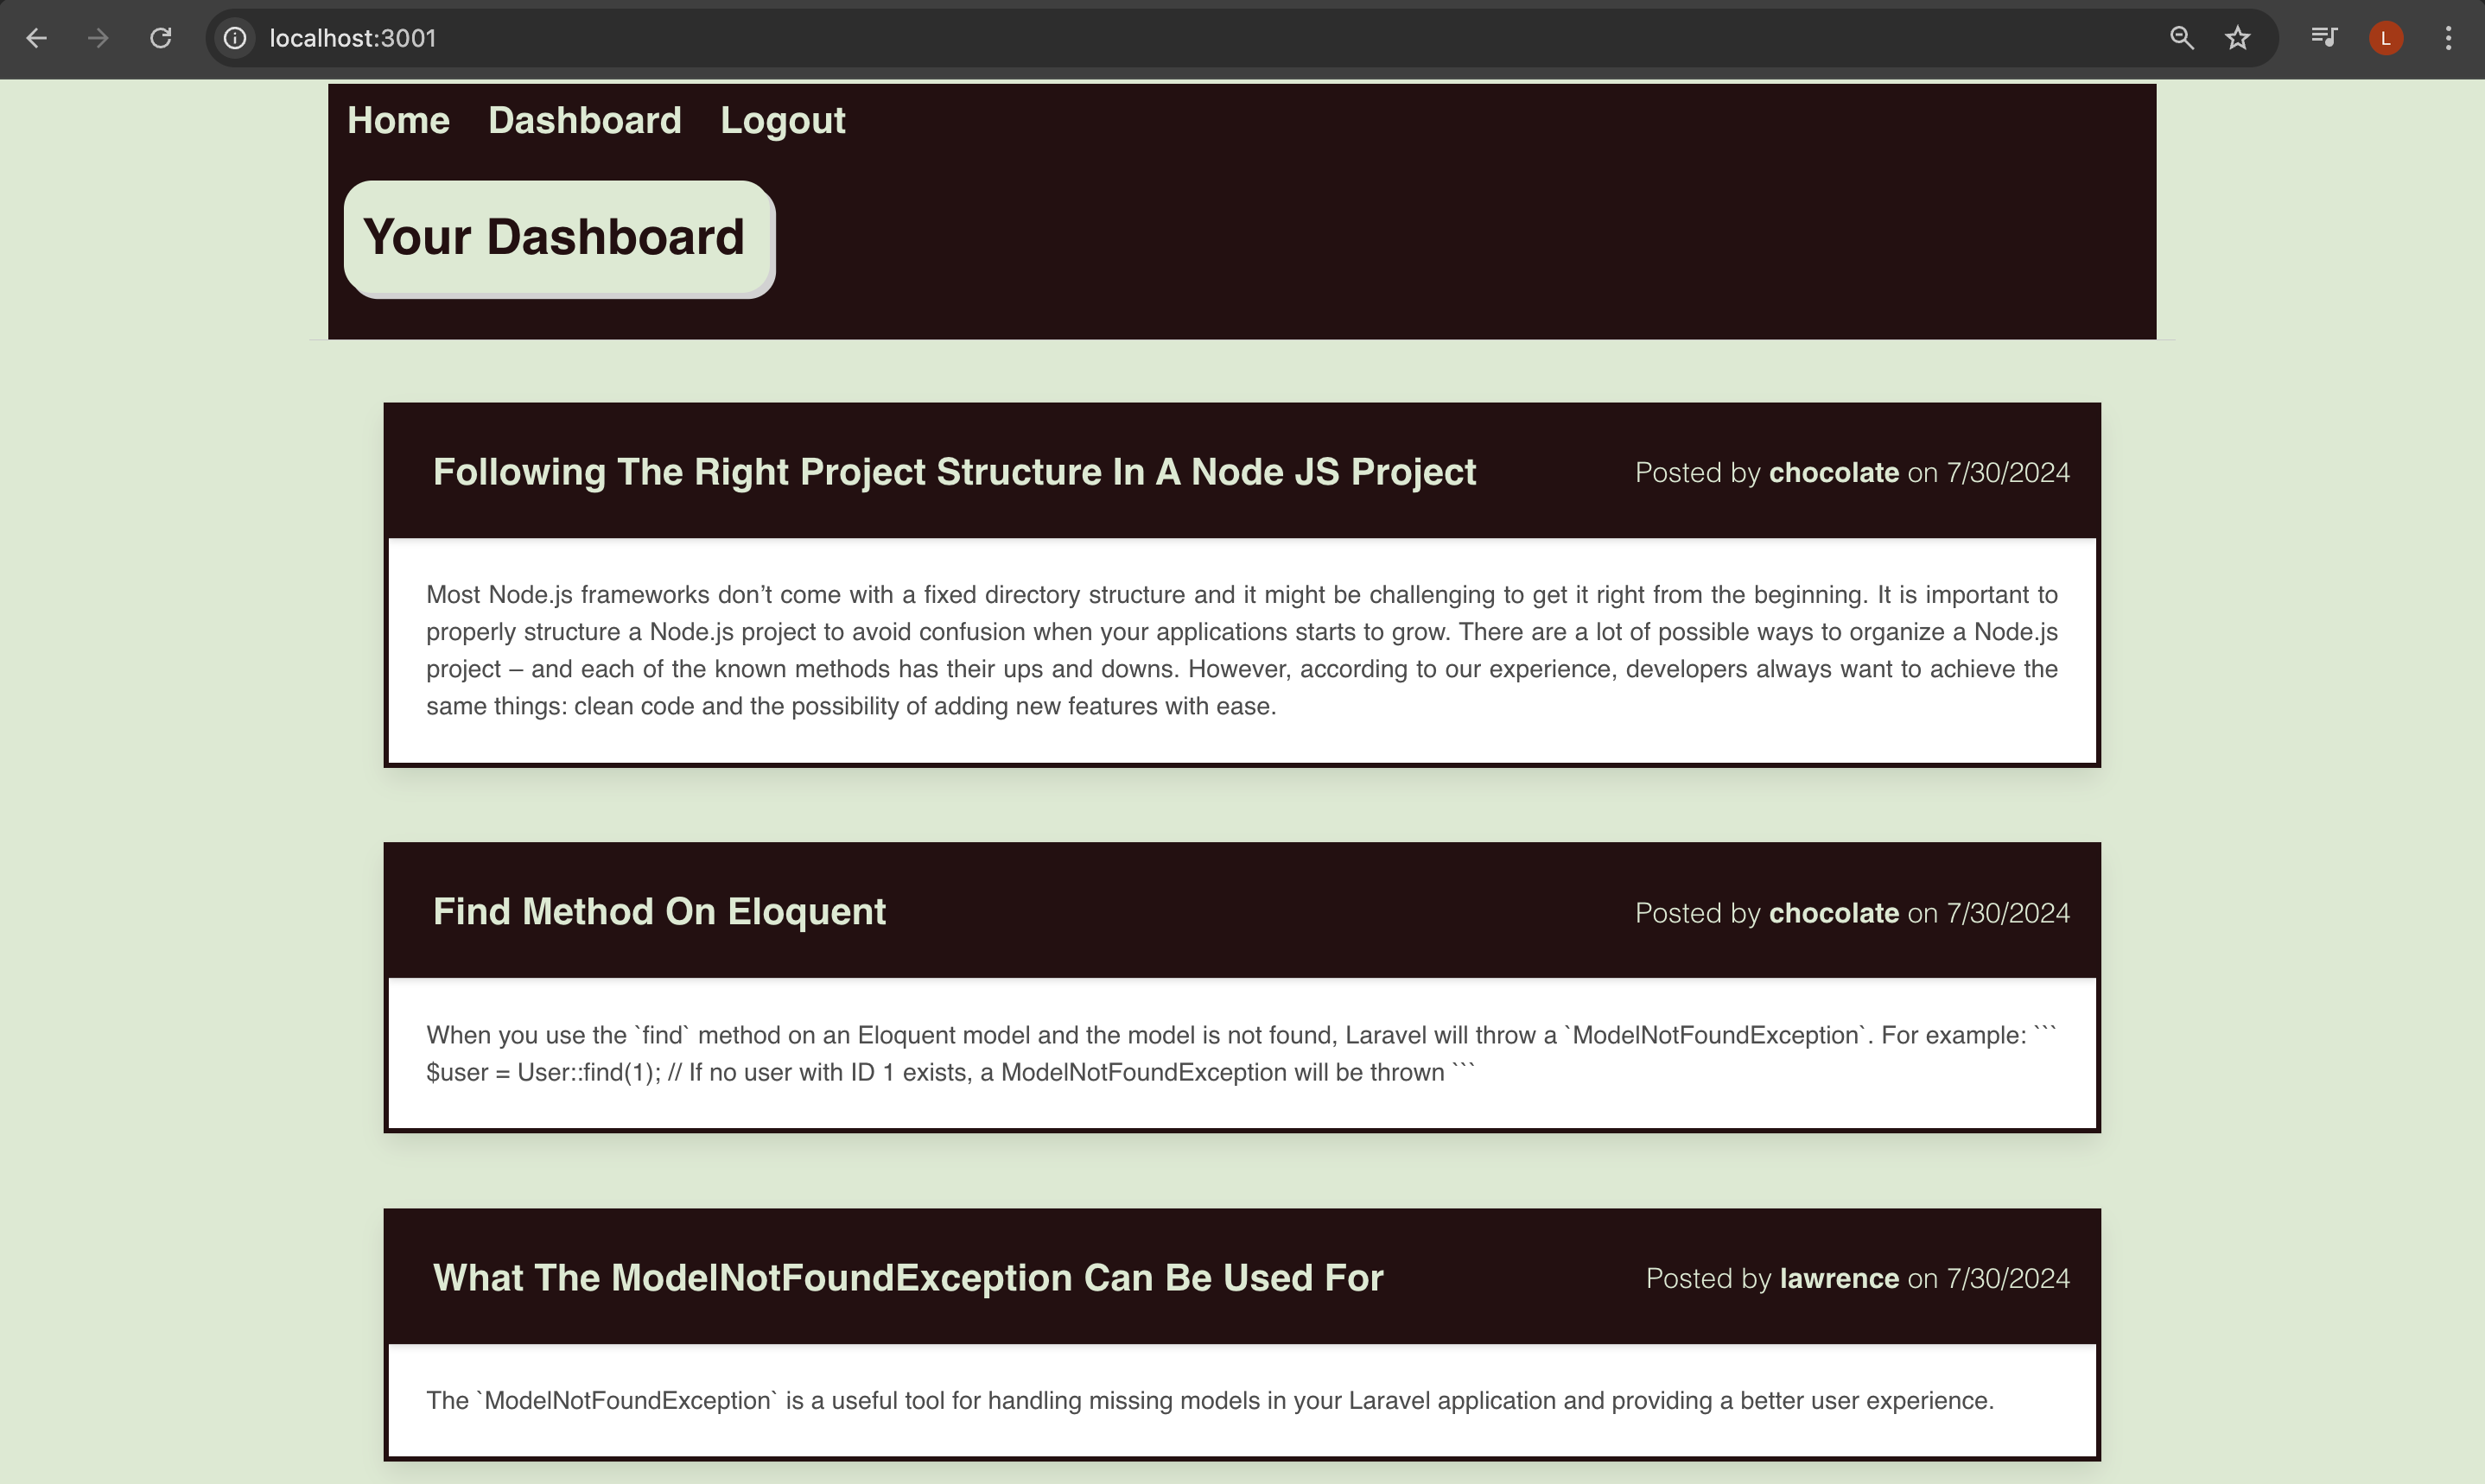 localhost:3001
L
Home Dashboard Logout
Your Dashboard
Following The Right Project Structure In A Node JS Project
Posted by chocolate on 7/30/2024
Most Node.js frameworks don’t come with a fixed directory structure and it might be challenging to get it right from the beginning. It is important to
properly structure a Node.js project to avoid confusion when your applications starts to grow. There are a lot of possible ways to organize a Node.js
project – and each of the known methods has their ups and downs. However, according to our experience, developers always want to achieve the
same things: clean code and the possibility of adding new features with ease.
Find Method On Eloquent
Posted by chocolate on 7/30/2024
When you use the `find` method on an Eloquent model and the model is not found, Laravel will throw a `ModelNotFoundException`. For example: ```
$user = User::find(1); // If no user with ID 1 exists, a ModelNotFoundException will be thrown ```
What The ModelNotFoundException Can Be Used For
Posted by lawrence on 7/30/2024
The `ModelNotFoundException` is a useful tool for handling missing models in your Laravel application and providing a better user experience.